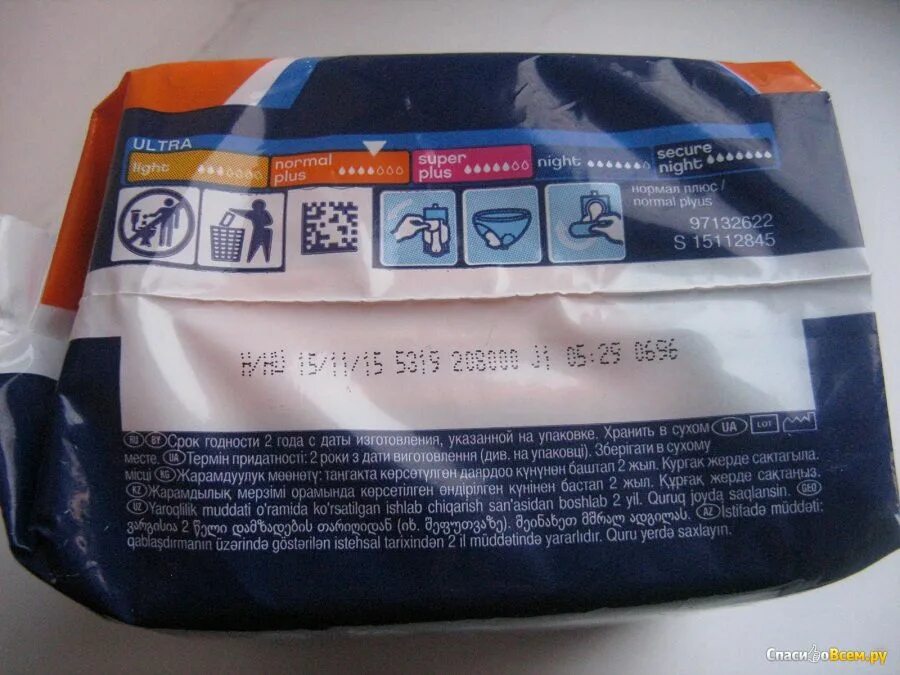 ULTRA
light
normal plus
super plus
night
secure night
нормал плюс /
normal plyus
97132622
S 15112845
15/11/15 5319 208000 J1 05:29 0696
RU BY Срок годности 2 года с даты изготовления, указанной на упаковке. Хранить в сухом UA LOT
месте. UA Термін придатності: 2 роки з дати виготовлення (див. на упаковці). Зберігати в сухому
місці KG Жарамдуулук мөөнөтү: таңгакта көрсөтүлгөн даярдоо күнүнөн баштап 2 жыл. Кургак жерде сакталыла.
KZ Жарамдылық мерзімі орамында көрсетілген өндірілген күнінен бастап 2 жыл. Құрғақ жерде сақтаңыз.
UZ Yaroqlilik muddati o'ramida ko'rsatilgan ishlab chiqarish san'asidan boshlab 2 yil. Quruq joyda saqlansin. GEO
ვარგისია 2 წელი დამზადების თარიღიდან (იხ. შეფუთვაზე). შეინახეთ მშრალ ადგილას. AZ İstifadə müddəti:
qablaşdırmanın üzərində göstərilən istehsal tarixindən 2 il müddətində yararlıdır. Quru yerdə saxlayın.
СпасибоВсем.ру